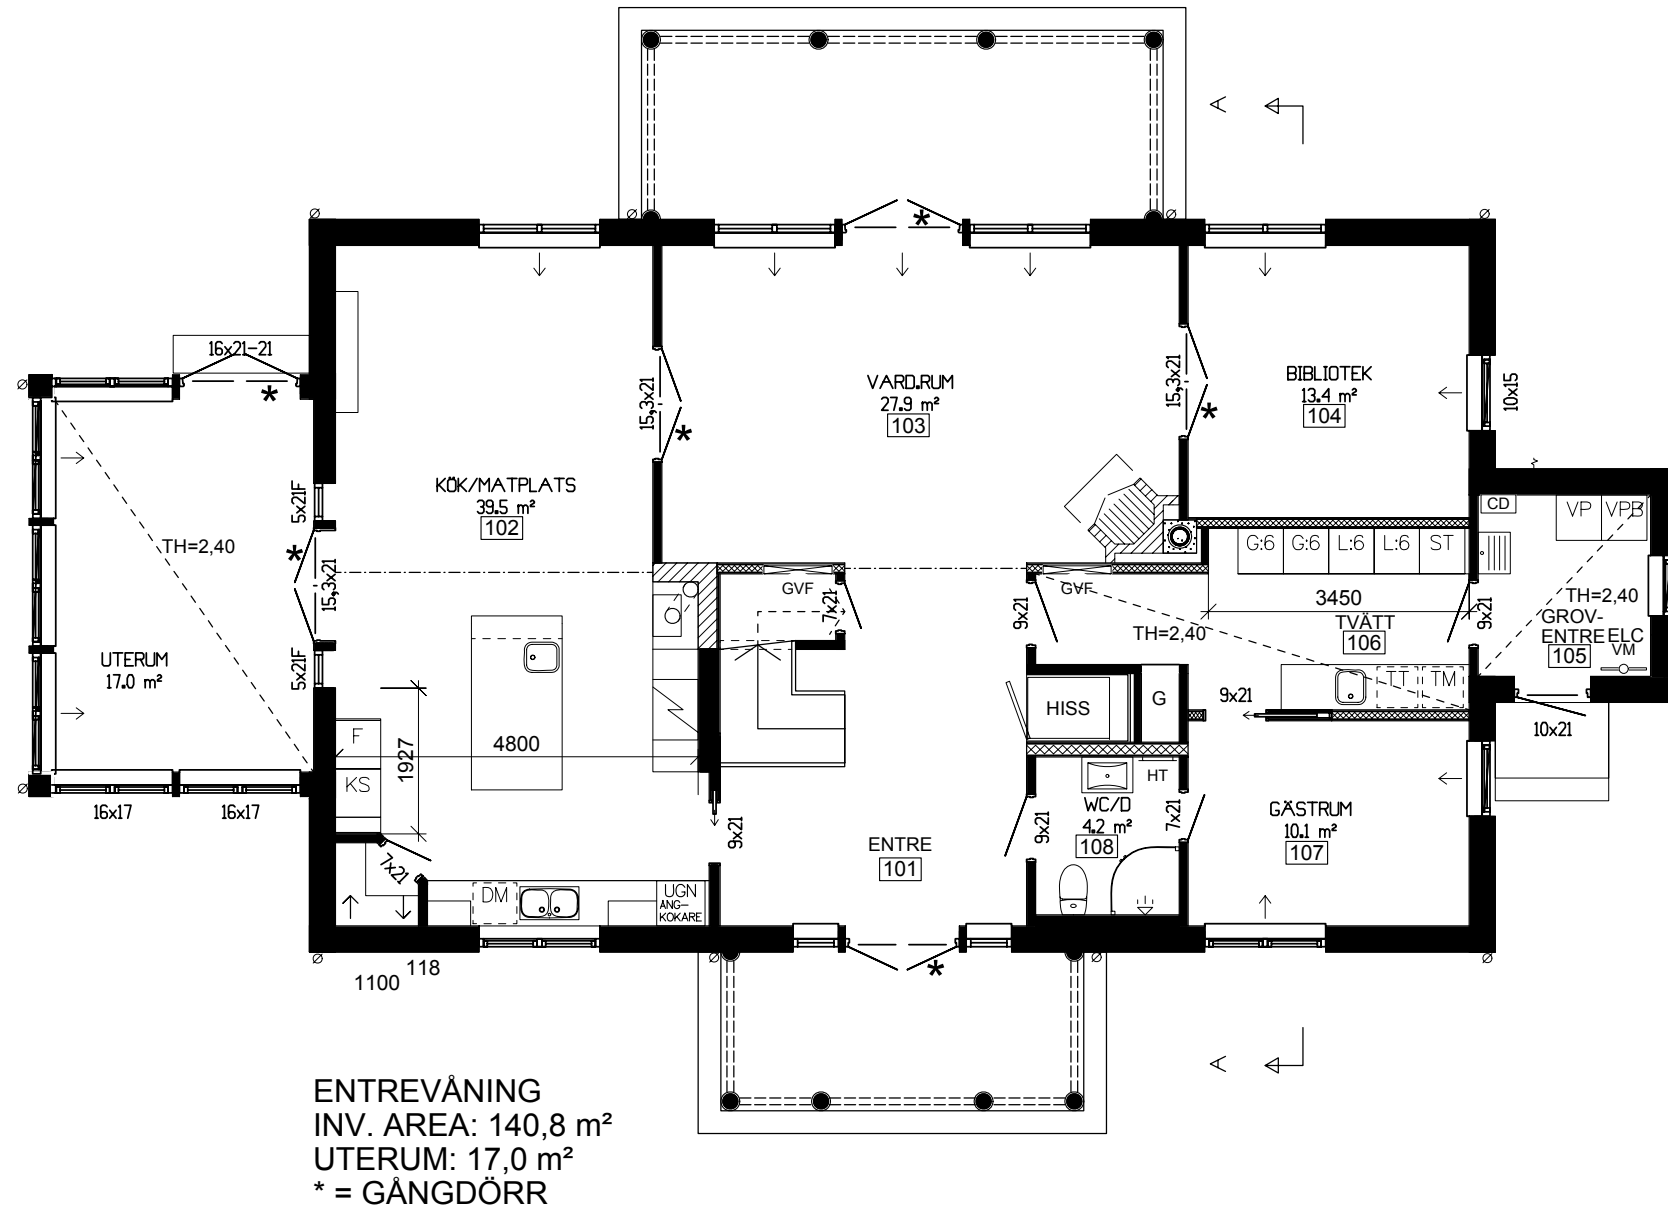 A
16x21-21
*
*
15,3x21
*
VARD.RUM
27.9 m²
103
15,3x21
*
BIBLIOTEK
13.4 m²
104
10x15
KÖK/MATPLATS
39.5 m²
102
5x21F
*
15,3x21
5x21F
TH=2,40
UTERUM
17.0 m²
16x17
16x17
GVF
7x21
9x21
GVF
TH=2,40
G:6
G:6
L:6
L:6
ST
3450
TVÄTT
106
TT
TM
9x21
9x21
CD
VP
VPB
TH=2,40
GROV-
ENTRE
105
ELC
VM
10x21
HISS
G
F
KS
1927
4800
7x21
9x21
DM
UGN
ÅNG-
KOKARE
ENTRE
101
9x21
WC/D
4.2 m²
108
HT
7x21
GÄSTRUM
10.1 m²
107
*
118
1100
A
ENTREVÅNING
INV. AREA: 140,8 m²
UTERUM: 17,0 m²
* = GÅNGDÖRR